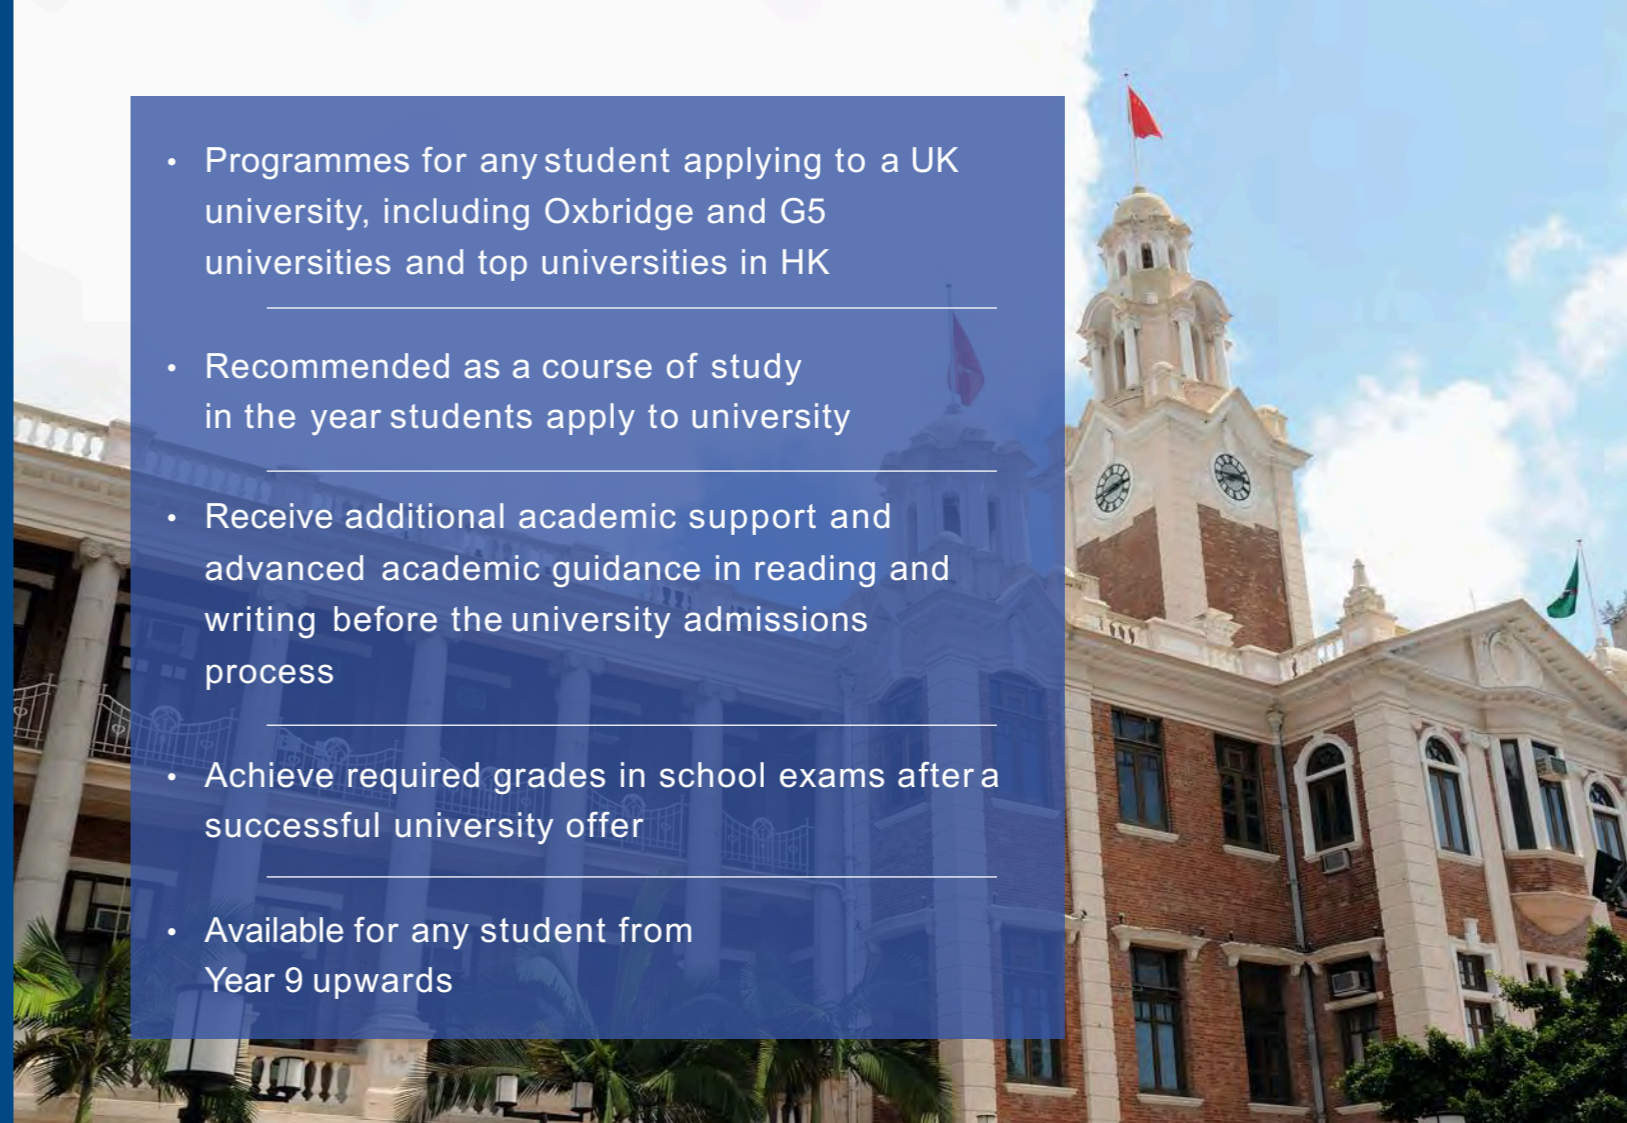 • Programmes for any student applying to a UK
university, including Oxbridge and G5
universities and top universities in HK
• Recommended as a course of study
in the year students apply to university
• Receive additional academic support and
advanced academic guidance in reading and
writing before the university admissions
process
• Achieve required grades in school exams after a
successful university offer
• Available for any student from
Year 9 upwards